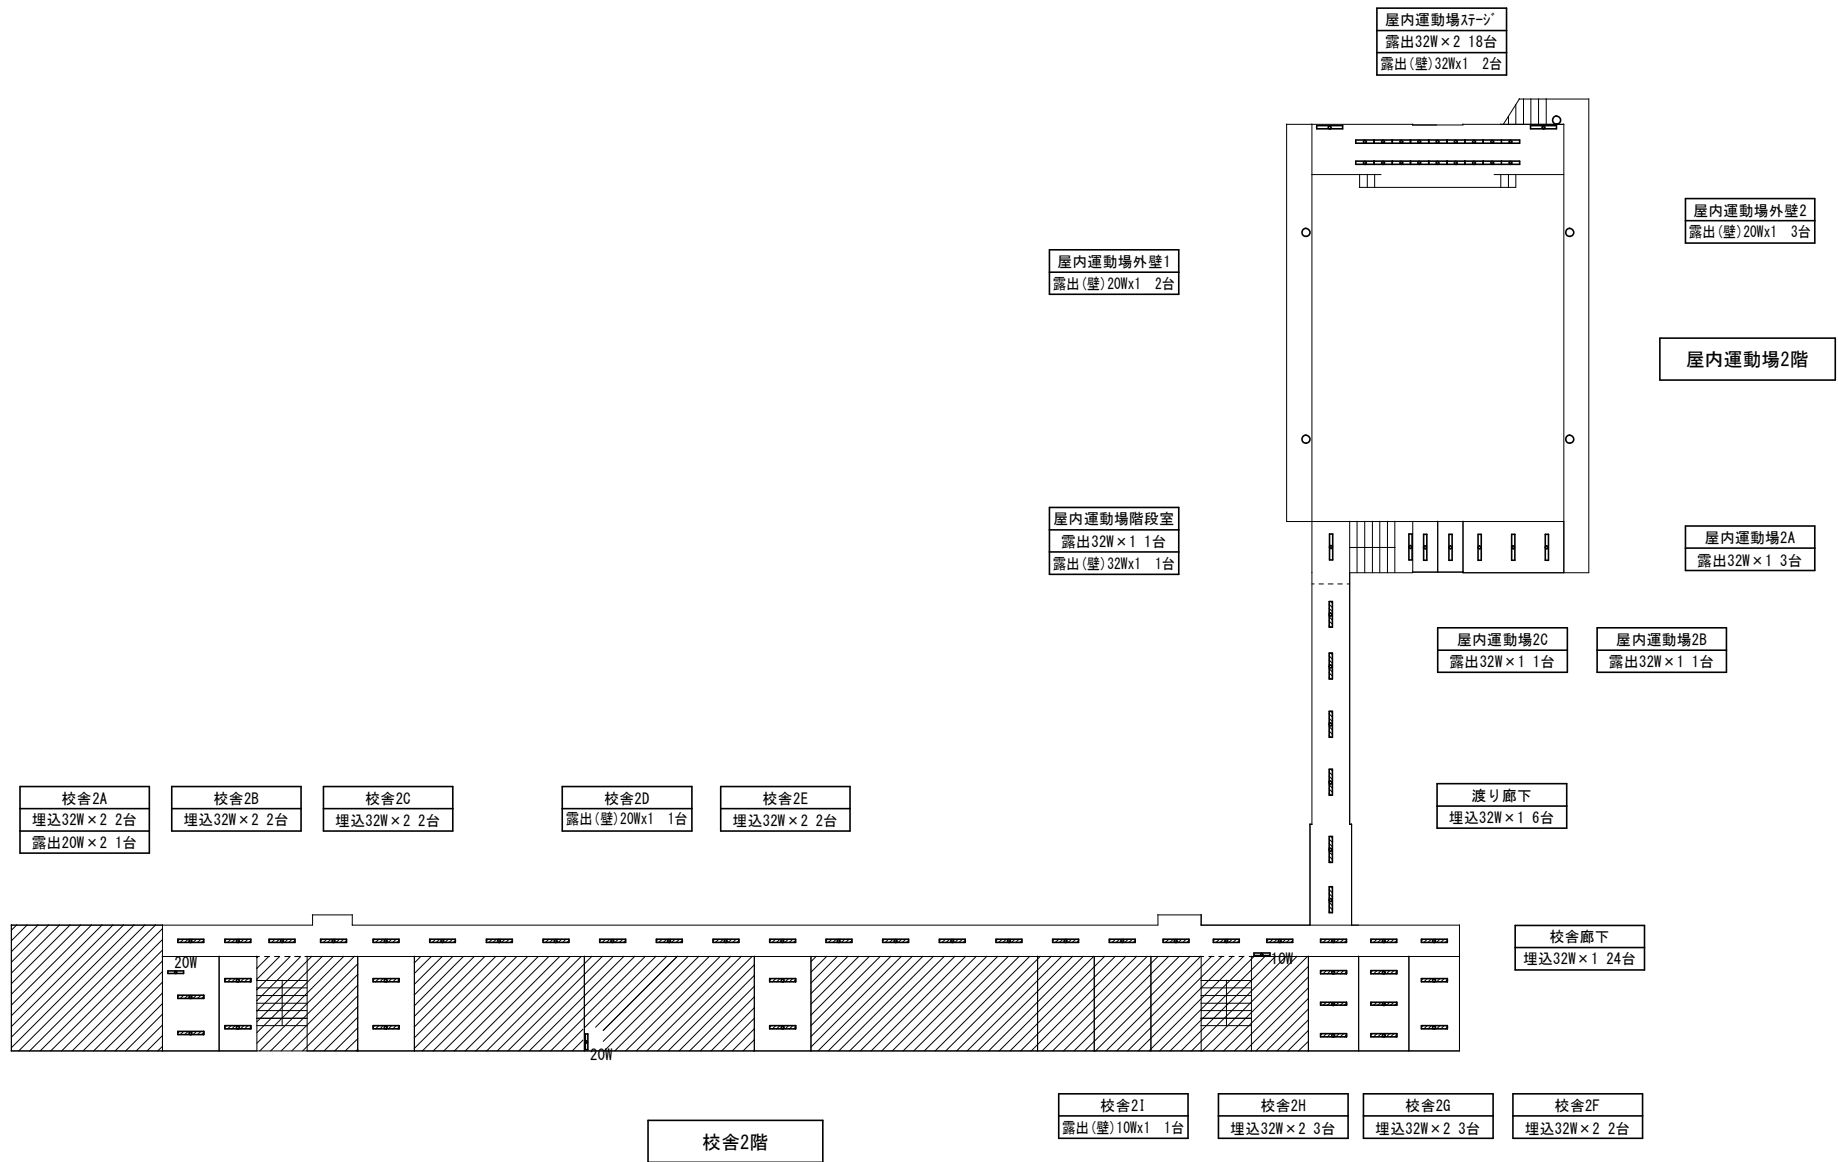 屋内運動場ステージ
露出32W×2 18台
露出(壁)32Wx1 2台
屋内運動場外壁2
露出(壁)20Wx1 3台
屋内運動場外壁1
露出(壁)20Wx1 2台
屋内運動場2階
屋内運動場階段室
露出32W×1 1台
露出(壁)32Wx1 1台
屋内運動場2A
露出32W×1 3台
屋内運動場2C
露出32W×1 1台
屋内運動場2B
露出32W×1 1台
校舎2A
埋込32W×2 2台
露出20W×2 1台
校舎2B
埋込32W×2 2台
校舎2C
埋込32W×2 2台
校舎2D
露出(壁)20Wx1 1台
校舎2E
埋込32W×2 2台
渡り廊下
埋込32W×1 6台
校舎廊下
埋込32W×1 24台
20W
10W
20W
校舎2I
露出(壁)10Wx1 1台
校舎2H
埋込32W×2 3台
校舎2G
埋込32W×2 3台
校舎2F
埋込32W×2 2台
校舎2階